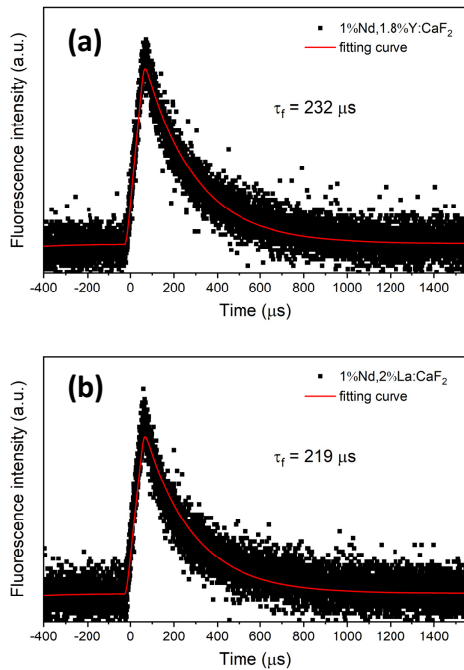 (a)
1%Nd,1.8%Y:CaF₂
fitting curve
τf = 232 μs
Fluorescence intensity (a.u.)
-400 -200 0 200 400 600 800 1000 1200 1400
Time (μs)
(b)
1%Nd,2%La:CaF₂
fitting curve
τf = 219 μs
Fluorescence intensity (a.u.)
-400 -200 0 200 400 600 800 1000 1200 1400
Time (μs)